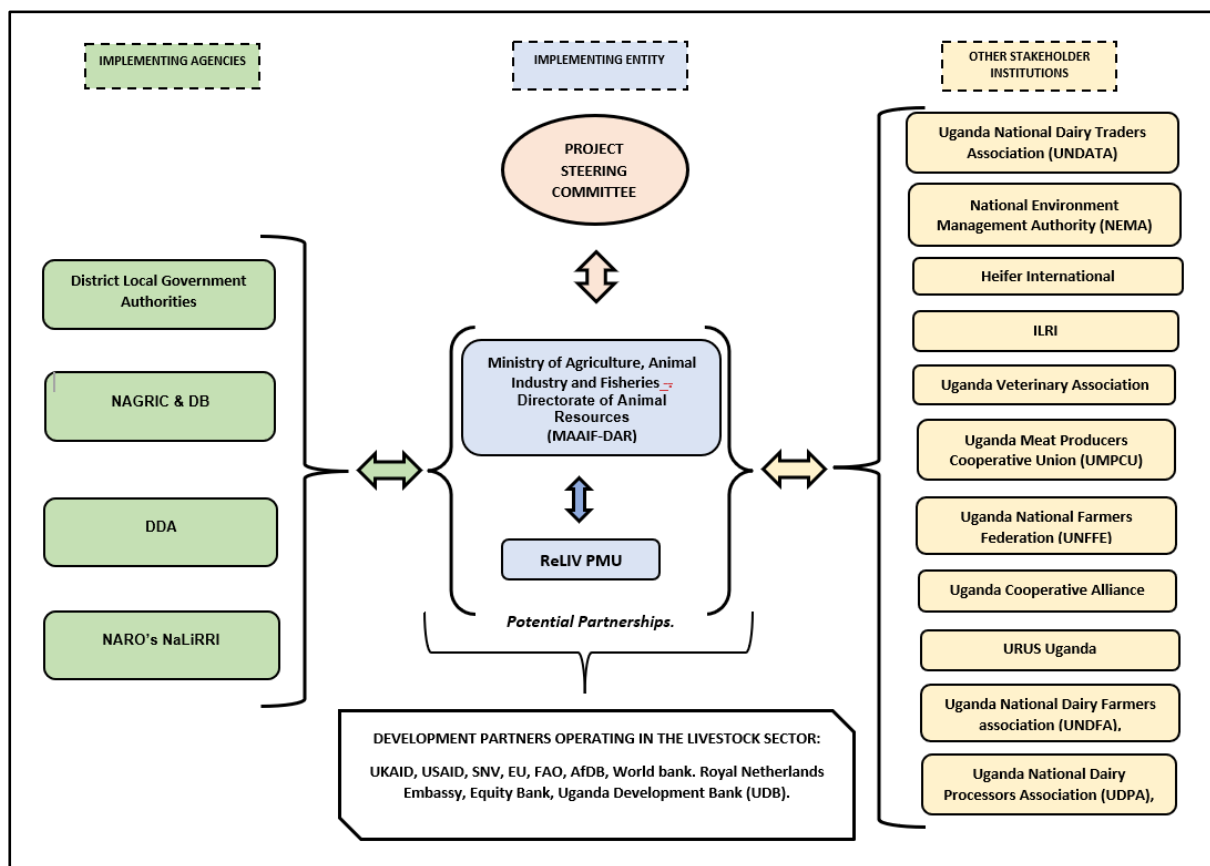 IMPLEMENTING AGENCIES
IMPLEMENTING ENTITY
OTHER STAKEHOLDER
INSTITUTIONS
PROJECT
STEERING
COMMITTEE
District Local Government
Authorities
NAGRIC & DB
DDA
NARO's NaLiRRI
Ministry of Agriculture, Animal
Industry and Fisheries –
Directorate of Animal
Resources
(MAAIF-DAR)
ReLIV PMU
Potential Partnerships.
DEVELOPMENT PARTNERS OPERATING IN THE LIVESTOCK SECTOR:
UKAID, USAID, SNV, EU, FAO, AfDB, World bank. Royal Netherlands
Embassy, Equity Bank, Uganda Development Bank (UDB).
Uganda National Dairy Traders
Association (UNDATA)
National Environment
Management Authority (NEMA)
Heifer International
ILRI
Uganda Veterinary Association
Uganda Meat Producers
Cooperative Union (UMPCU)
Uganda National Farmers
Federation (UNFFE)
Uganda Cooperative Alliance
URUS Uganda
Uganda National Dairy Farmers
association (UNDFA),
Uganda National Dairy
Processors Association (UDPA),